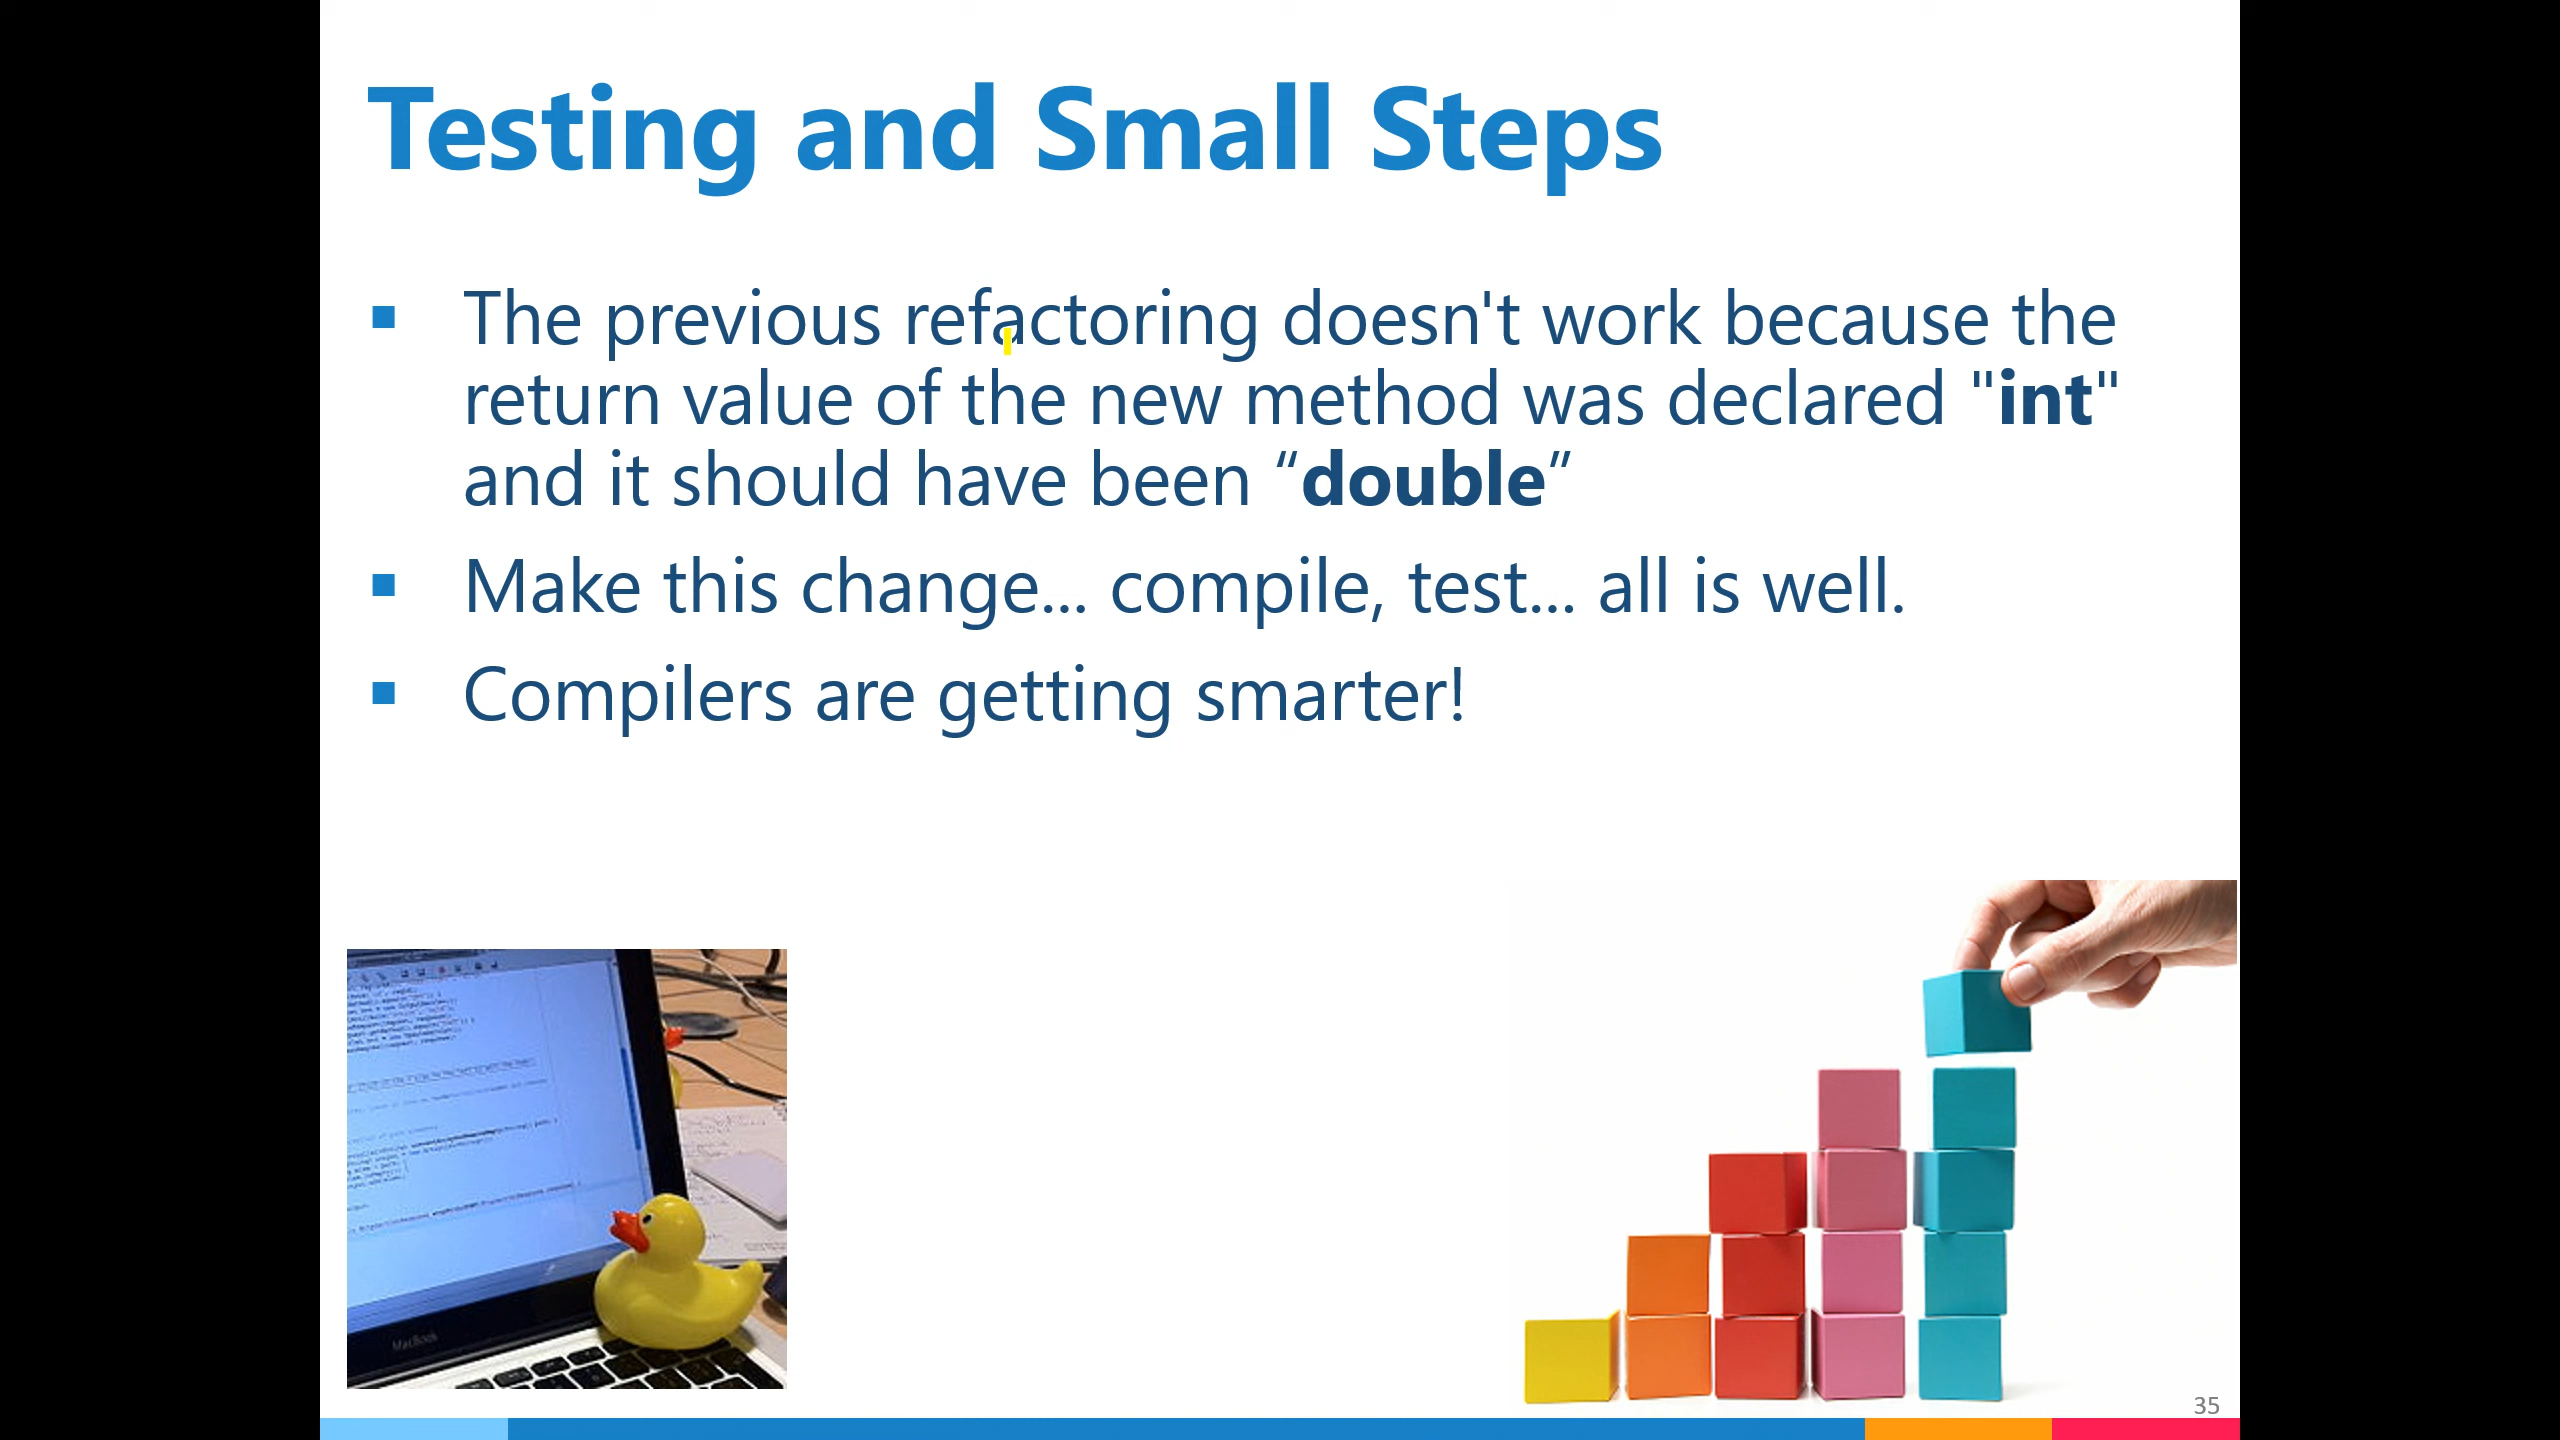 Testing and Small Steps
The previous refactoring doesn't work because the
return value of the new method was declared "int"
and it should have been “double”
Make this change... compile, test... all is well.
Compilers are getting smarter!
MacBook
35